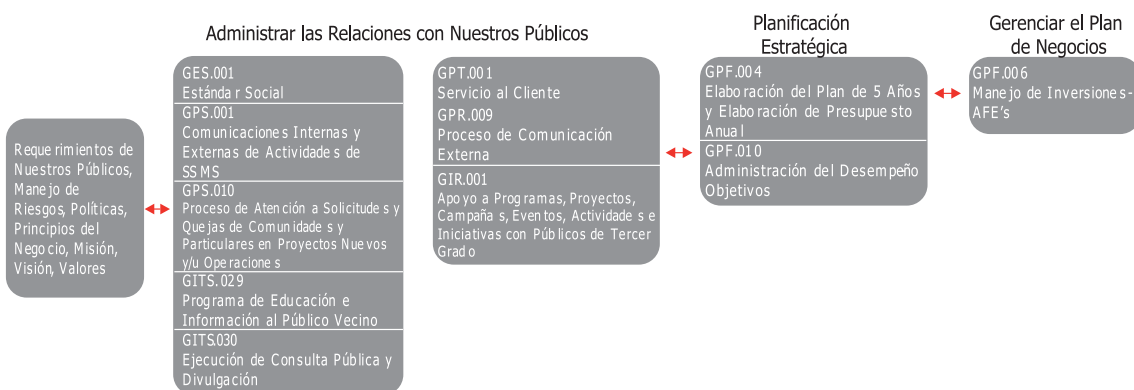 Administrar las Relaciones con Nuestros Públicos
Planificación
Estratégica
Gerenciar el Plan
de Negocios
Requerimientos de
Nuestros Públicos,
Manejo de
Riesgos, Políticas,
Principios del
Negocio, Misión,
Visión, Valores
GES.001
Estándar Social
GPS.001
Comunicaciones Internas y
Externas de Actividades de
SSMS
GPS.010
Proceso de Atención a Solicitudes y
Quejas de Comunidades y
Particulares en Proyectos Nuevos
y/u Operaciones
GITS.029
Programa de Educación e
Información al Público Vecino
GITS.030
Ejecución de Consulta Pública y
Divulgación
GPT.001
Servicio al Cliente
GPR.009
Proceso de Comunicación
Externa
GIR.001
Apoyo a Programas, Proyectos,
Campañas, Eventos, Actividades e
Iniciativas con Públicos de Tercer
Grado
GPF.004
Elaboración del Plan de 5 Años
y Elaboración de Presupuesto
Anual
GPF.010
Administración del Desempeño
Objetivos
GPF.006
Manejo de Inversiones-
AFE's